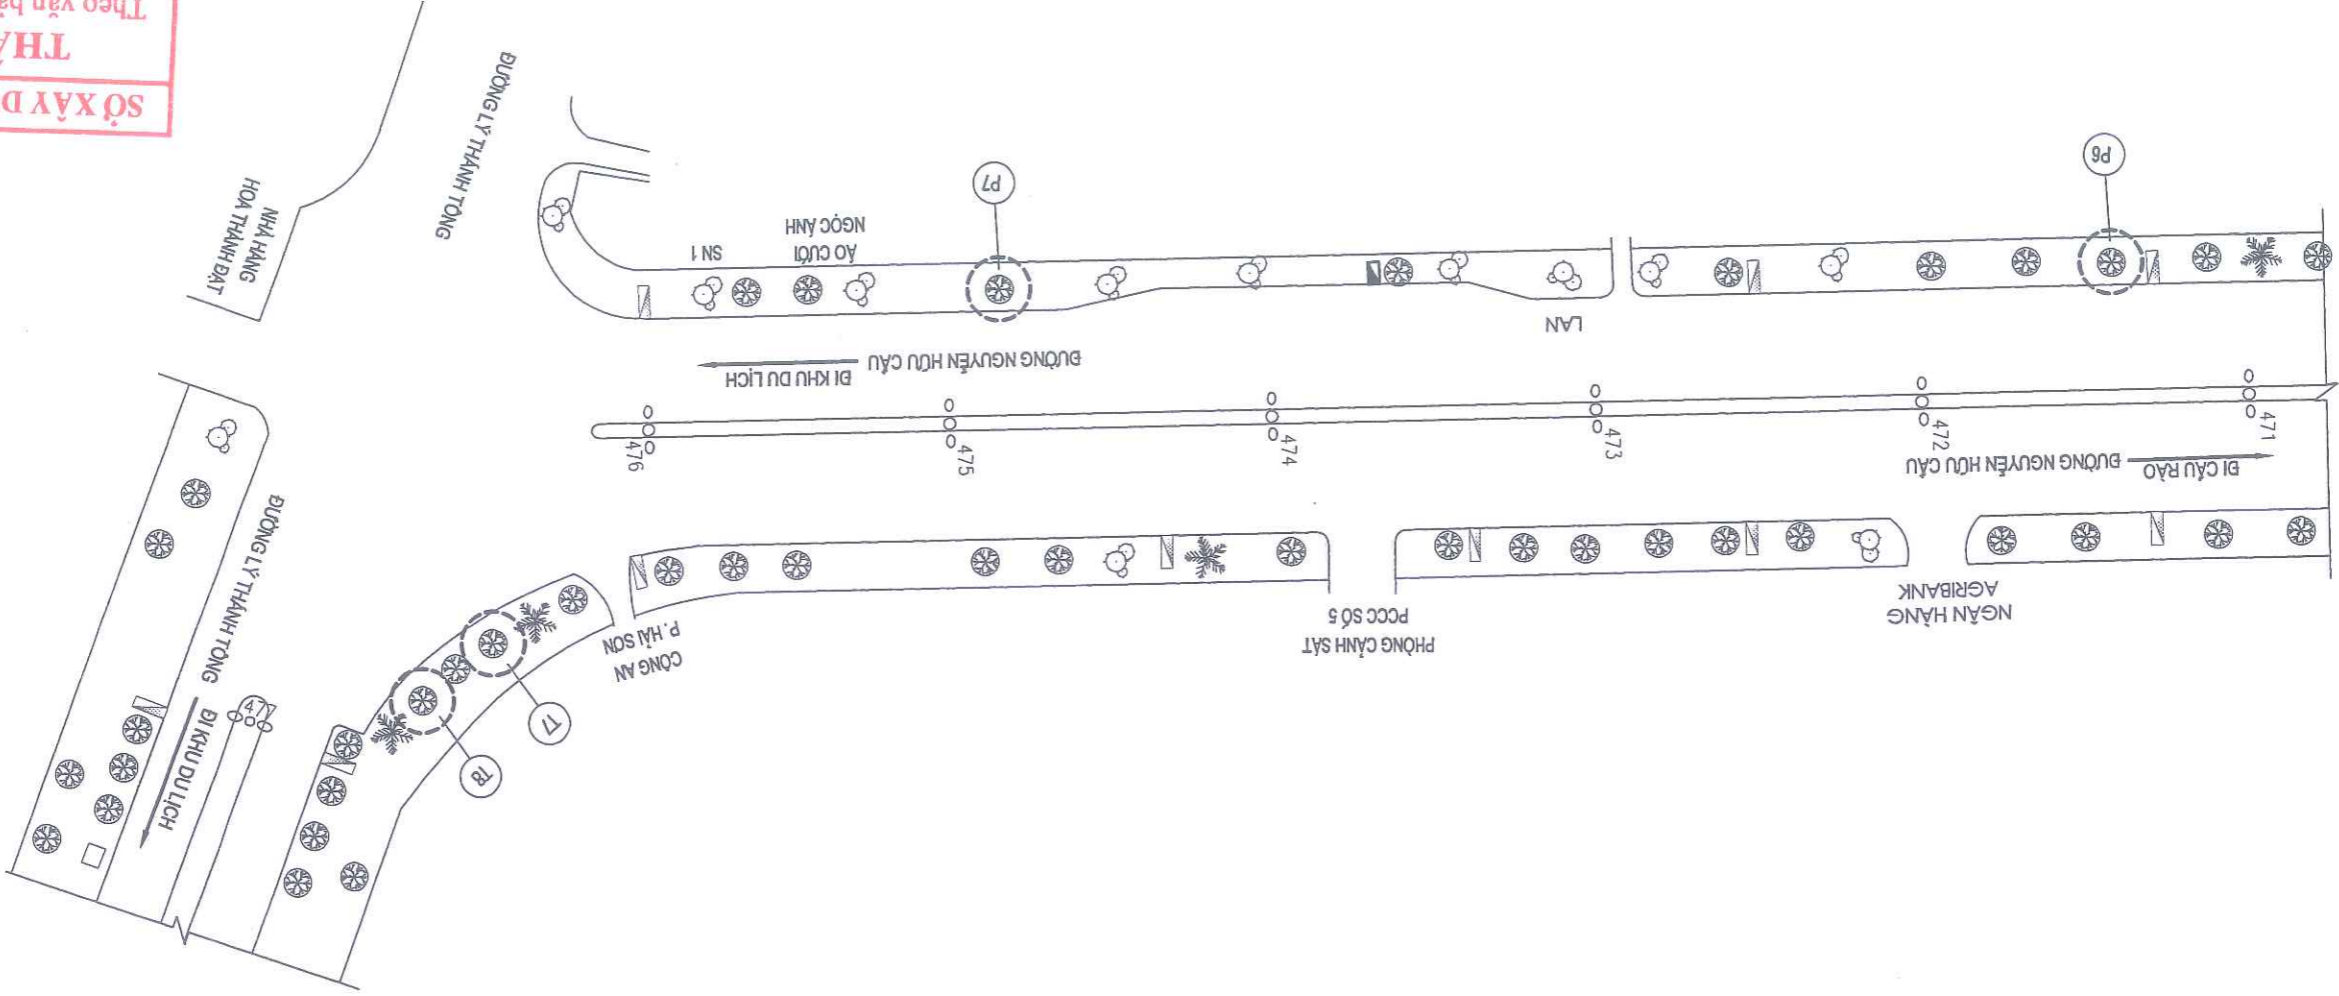 SỞ XÂY D
THẨ
Theo văn bả
ĐƯỜNG LÝ THÁNH TÔNG
NHÀ HÀNG
HOA THÀNH ĐẠT
SN 1
ÁO CƯỚI
NGỌC ÁNH
P7
P6
LAN
ĐƯỜNG NGUYỄN HỮU CẦU
ĐI KHU DU LỊCH
476
475
474
473
472
471
ĐI CẦU RÀO
ĐƯỜNG NGUYỄN HỮU CẦU
NGÂN HÀNG
AGRIBANK
PHÒNG CẢNH SÁT
PCCC SỐ 5
CÔNG AN
P. HẢI SƠN
T7
T8
ĐƯỜNG LÝ THÁNH TÔNG
ĐI KHU DU LỊCH
477